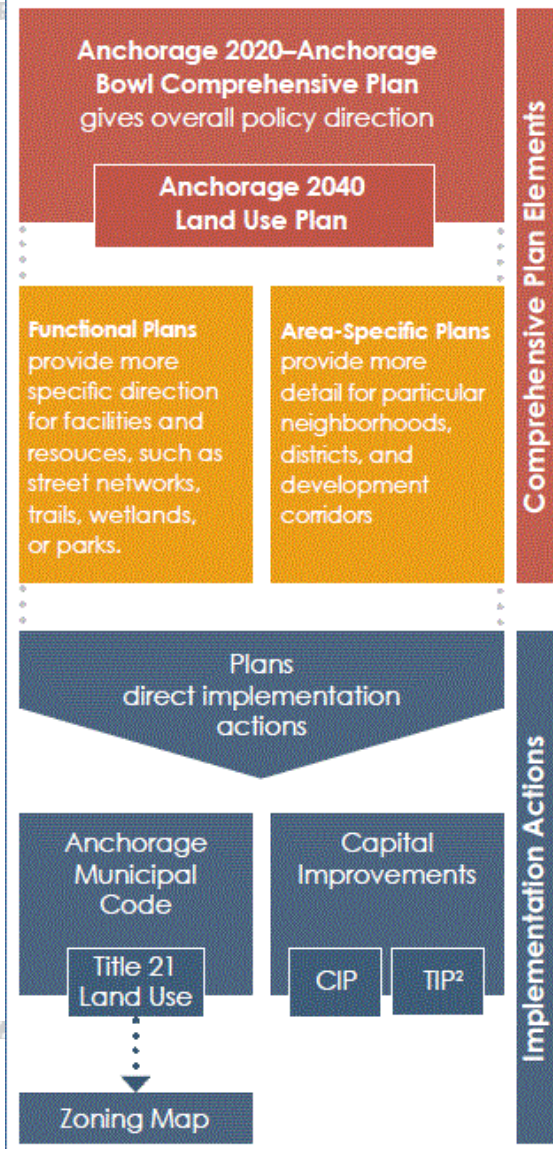 Anchorage 2020–Anchorage
Bowl Comprehensive Plan
gives overall policy direction
Anchorage 2040
Land Use Plan
Functional Plans
provide more
specific direction
for facilities and
resouces, such as
street networks,
trails, wetlands,
or parks.
Area-Specific Plans
provide more
detail for particular
neighborhoods,
districts, and
development
corridors
Comprehensive Plan Elements
Plans
direct implementation
actions
Anchorage
Municipal
Code
Title 21
Land Use
Zoning Map
Capital
Improvements
CIP
TIP²
Implementation Actions